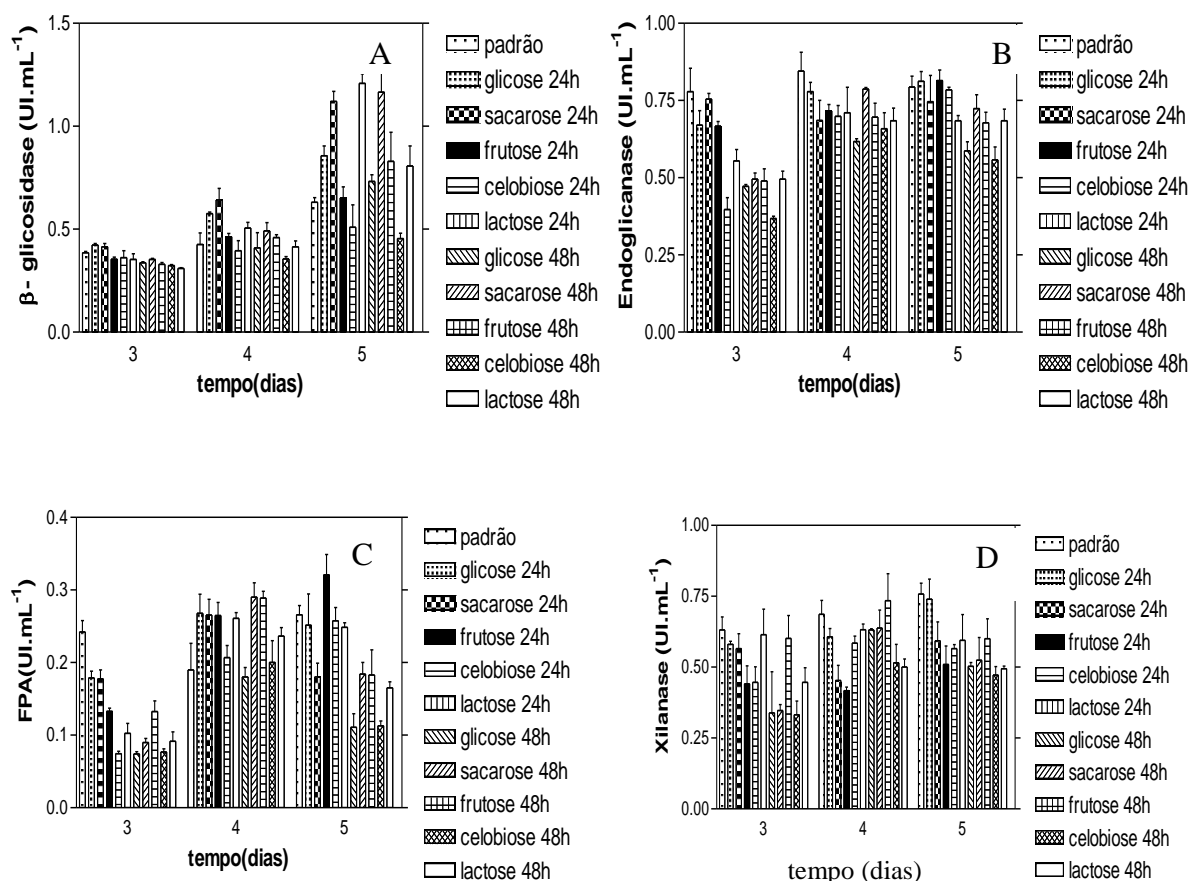 A
β- glicosidase (UI.mL⁻¹)
1.5
1.0
0.5
0.0
3 4 5
tempo(dias)
padrão
glicose 24h
sacarose 24h
frutose 24h
celobiose 24h
lactose 24h
glicose 48h
sacarose 48h
frutose 48h
celobiose 48h
lactose 48h
B
Endoglicanase (UI.mL⁻¹)
1.00
0.75
0.50
0.25
0.00
3 4 5
tempo(dias)
padrão
glicose 24h
sacarose 24h
frutose 24h
celobiose 24h
lactose 24h
glicose 48h
sacarose 48h
frutose 48h
celobiose 48h
lactose 48h
C
FPA(UI.mL⁻¹)
0.4
0.3
0.2
0.1
0.0
3 4 5
tempo(dias)
padrão
glicose 24h
sacarose 24h
frutose 24h
celobiose 24h
lactose 24h
glicose 48h
sacarose 48h
frutose 48h
celobiose 48h
lactose 48h
D
Xilanase (UI.mL⁻¹)
1.00
0.75
0.50
0.25
0.00
3 4 5
tempo (dias)
padrão
glicose 24h
sacarose 24h
frutose 24h
celobiose 24h
lactose 24h
glicose 48h
sacarose 48h
frutose 48h
celobiose 48h
lactose 48h